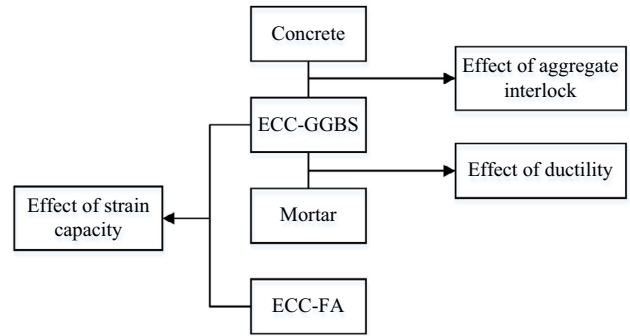 Concrete
Effect of aggregate
interlock
ECC-GGBS
Effect of ductility
Effect of strain
capacity
Mortar
ECC-FA